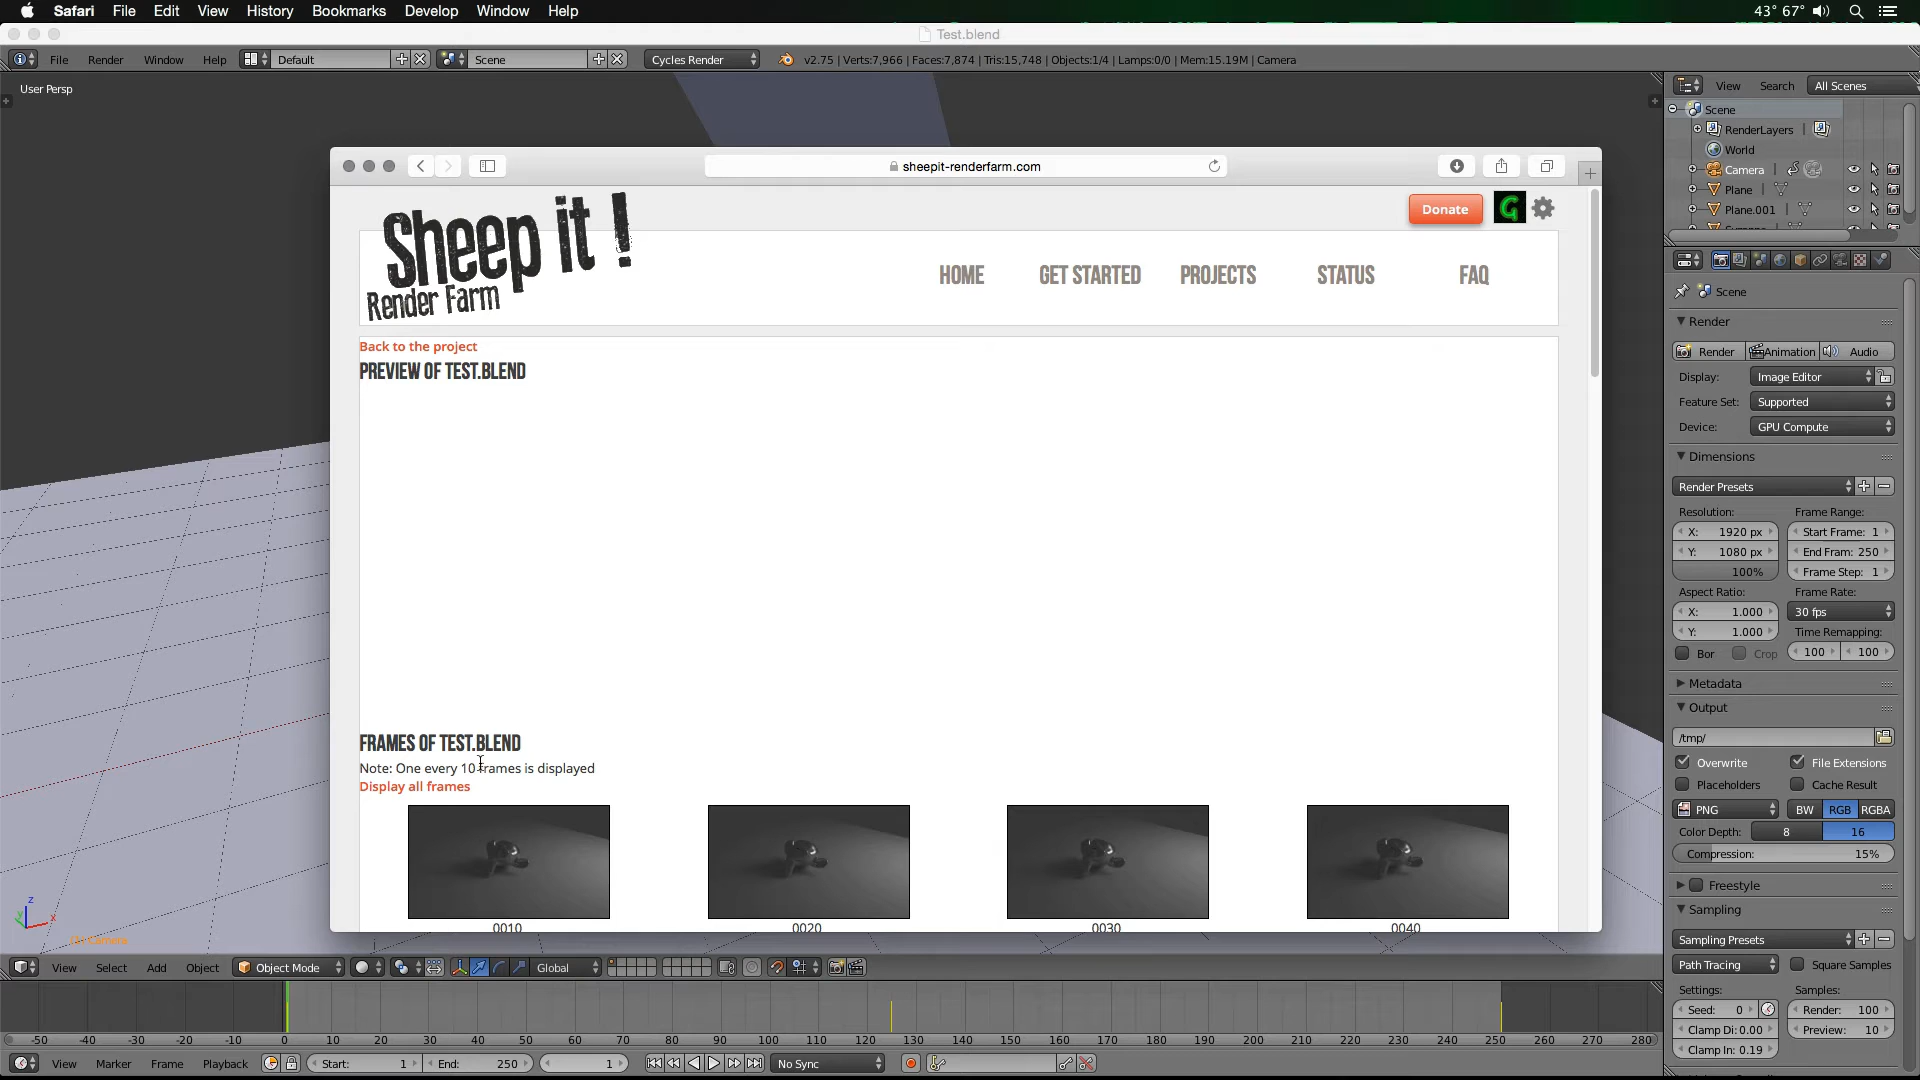 Safari File Edit View History Bookmarks Develop Window Help 43° 67°
Test.blend
File Render Window Help Default Scene Cycles Render v2.75 | Verts:7,966 | Faces:7,874 | Tris:15,748 | Objects:1/4 | Lamps:0/0 | Mem:15.19M | Camera
User Persp
sheepit-renderfarm.com
Sheep it !
Render Farm
Donate
HOME GET STARTED PROJECTS STATUS FAQ
Back to the project
PREVIEW OF TEST.BLEND
FRAMES OF TEST.BLEND
Note: One every 10 frames is displayed
Display all frames
0010 0020 0030 0040
View Search All Scenes
Scene
RenderLayers
World
Camera
Plane
Plane.001
Scene
Render
Render Animation Audio
Display: Image Editor
Feature Set: Supported
Device: GPU Compute
Dimensions
Render Presets
Resolution: Frame Range:
X: 1920 px Start Frame: 1
Y: 1080 px End Fram: 250
100% Frame Step: 1
Aspect Ratio: Frame Rate:
X: 1.000 30 fps
Y: 1.000 Time Remapping:
Bor Crop 100 100
Metadata
Output
/tmp/
Overwrite File Extensions
Placeholders Cache Result
PNG BW RGB RGBA
Color Depth: 8 16
Compression: 15%
Freestyle
Sampling
Sampling Presets
Path Tracing Square Samples
Settings: Samples:
Seed: 0 Render: 100
Clamp Di: 0.00 Preview: 10
Clamp In: 0.19
z
y x
(1) Camera
View Select Add Object Object Mode Global
-50 -40 -30 -20 -10 0 10 20 30 40 50 60 70 80 90 100 110 120 130 140 150 160 170 180 190 200 210 220 230 240 250 260 270 280
View Marker Frame Playback Start: 1 End: 250 1 No Sync